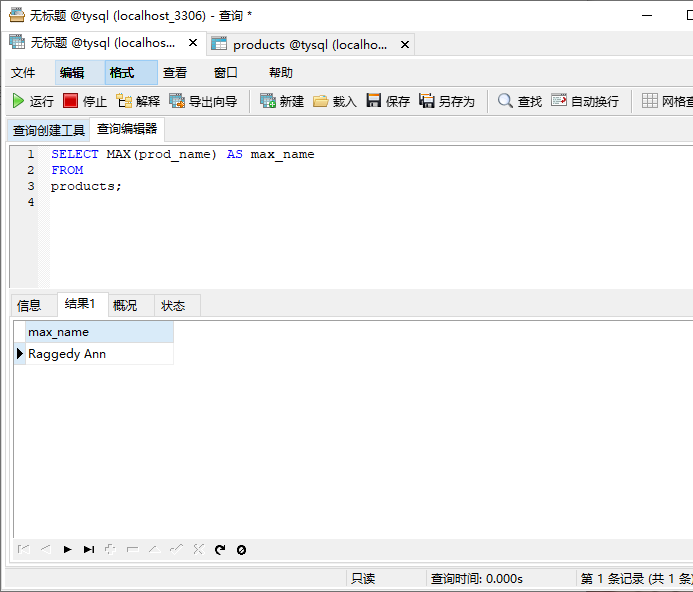 无标题 @tysql (localhost_3306) - 查询 *
无标题 @tysql (localhos... products @tysql (localho...
文件 编辑 格式 查看 窗口 帮助
运行 停止 解释 导出向导 新建 载入 保存 另存为 查找 自动换行 网格查
查询创建工具 查询编辑器
1 SELECT MAX(prod_name) AS max_name
2 FROM
3 products;
4
信息 结果1 概况 状态
max_name
Raggedy Ann
只读 查询时间: 0.000s 第 1 条记录 (共 1 条)